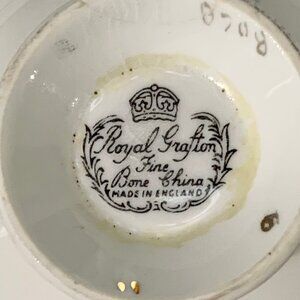 8708
Royal Grafton
Fine
Bone China
MADE IN ENGLAND